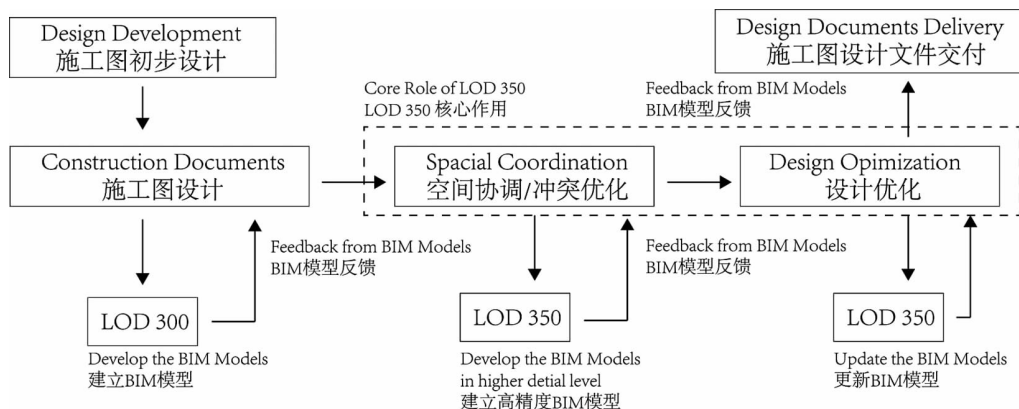 Design Development
施工图初步设计
Design Documents Delivery
施工图设计文件交付
Core Role of LOD 350
LOD 350 核心作用
Feedback from BIM Models
BIM模型反馈
Construction Documents
施工图设计
Spacial Coordination
空间协调/冲突优化
Design Opimization
设计优化
Feedback from BIM Models
BIM模型反馈
Feedback from BIM Models
BIM模型反馈
LOD 300
Develop the BIM Models
建立BIM模型
LOD 350
Develop the BIM Models
in higher detial level
建立高精度BIM模型
LOD 350
Update the BIM Models
更新BIM模型